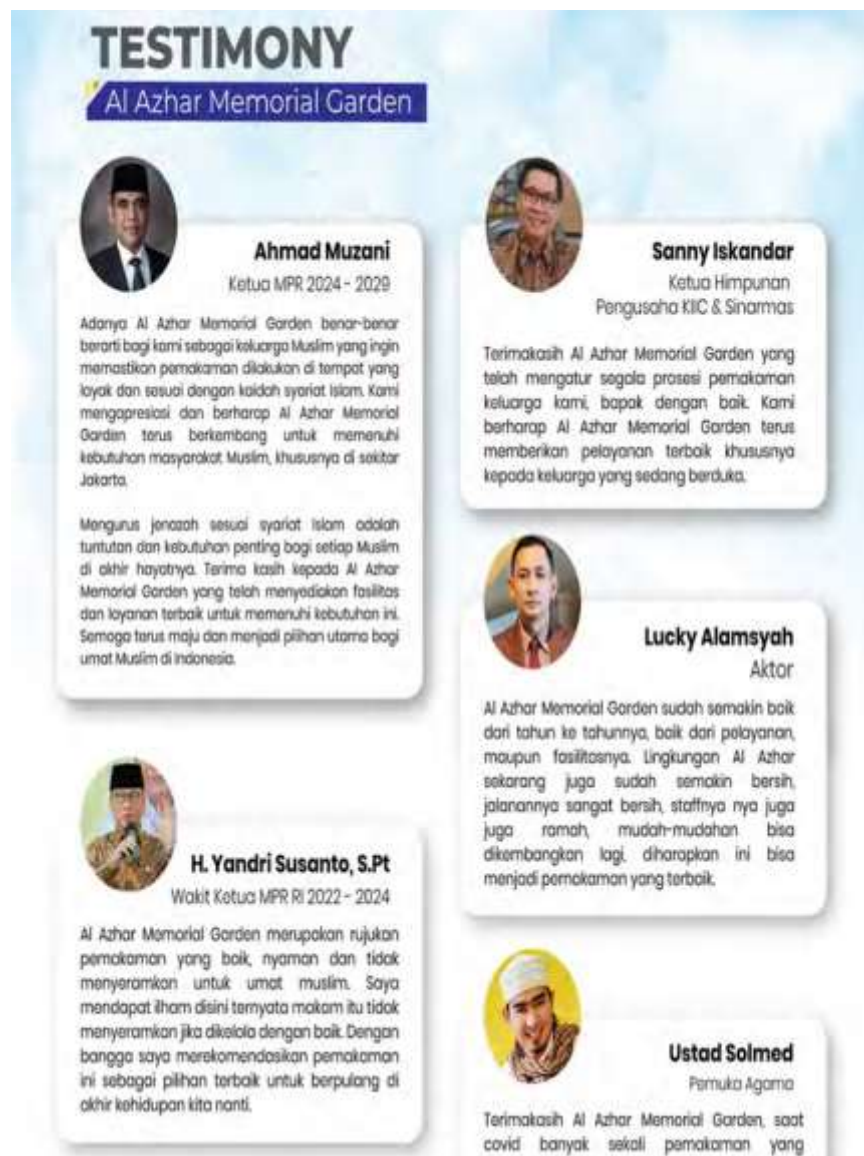 TESTIMONY
Al Azhar Memorial Garden
Ahmad Muzani
Ketua MPR 2024 - 2029
Adanya Al Azhar Memorial Garden benar-benar
berarti bagi kami sebagai keluarga Muslim yang ingin
memastikan pemakaman dilakukan di tempat yang
layak dan sesuai dengan kaidah syariat Islam. Kami
mengapresiasi dan berharap Al Azhar Memorial
Garden terus berkembang untuk memenuhi
kebutuhan masyarakat Muslim, khususnya di sekitar
Jakarta.
Mengurus jenazah sesuai syariat Islam adalah
tuntutan dan kebutuhan penting bagi setiap Muslim
di akhir hayatnya. Terima kasih kepada Al Azhar
Memorial Garden yang telah menyediakan fasilitas
dan layanan terbaik untuk memenuhi kebutuhan ini.
Semoga terus maju dan menjadi pilihan utama bagi
umat Muslim di Indonesia.
H. Yandri Susanto, S.Pt
Wakit Ketua MPR RI 2022 - 2024
Al Azhar Memorial Garden merupakan rujukan
pemakaman yang baik, nyaman dan tidak
menyeramkan untuk umat muslim. Saya
mendapat ilham disini ternyata makam itu tidak
menyeramkan jika dikelola dengan baik. Dengan
bangga saya merekomendasikan pemakaman
ini sebagai pilihan terbaik untuk berpulang di
akhir kehidupan kita nanti.
Sanny Iskandar
Ketua Himpunan
Pengusaha KIIC & Sinarmas
Terimakasih Al Azhar Memorial Garden yang
telah mengatur segala prosesi pemakaman
keluarga kami, bapak dengan baik. Kami
berharap Al Azhar Memorial Garden terus
memberikan pelayanan terbaik khususnya
kepada keluarga yang sedang berduka.
Lucky Alamsyah
Aktor
Al Azhar Memorial Garden sudah semakin baik
dari tahun ke tahunnya, baik dari pelayanan,
maupun fasilitasnya. Lingkungan Al Azhar
sekarang juga sudah semakin bersih,
jalanannya sangat bersih, staffnya nya juga
juga ramah, mudah-mudahan bisa
dikembangkan lagi, diharapkan ini bisa
menjadi pemakaman yang terbaik.
Ustad Solmed
Pemuka Agama
Terimakasih Al Azhar Memorial Garden, saat
covid banyak sekali pemakaman yang